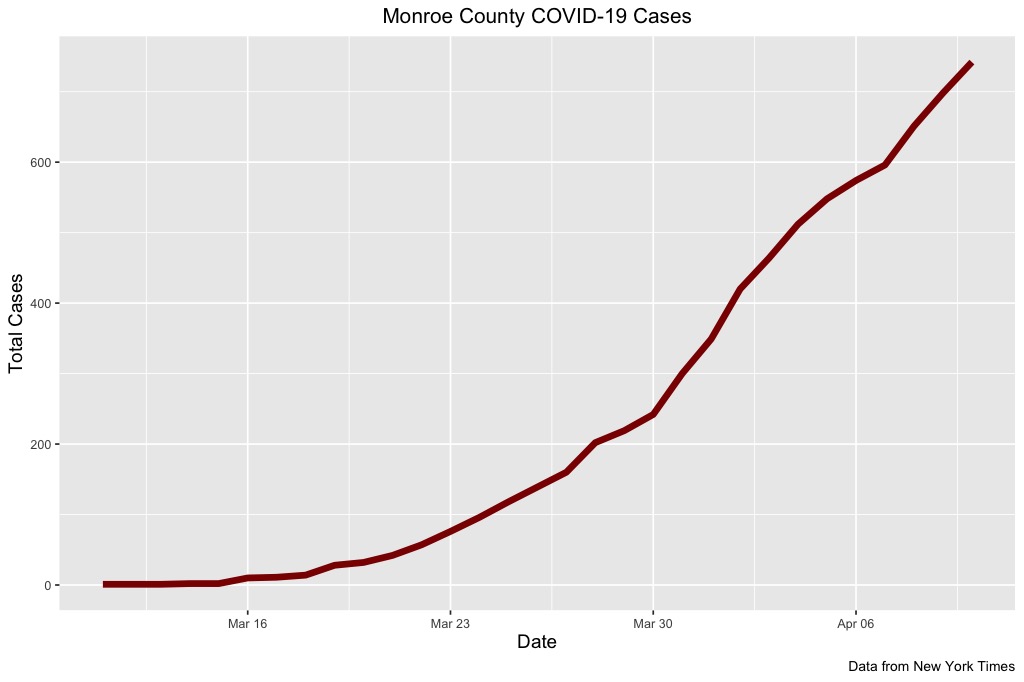 Monroe County COVID-19 Cases
Total Cases
600
400
200
0
Mar 16 Mar 23 Mar 30 Apr 06
Date
Data from New York Times